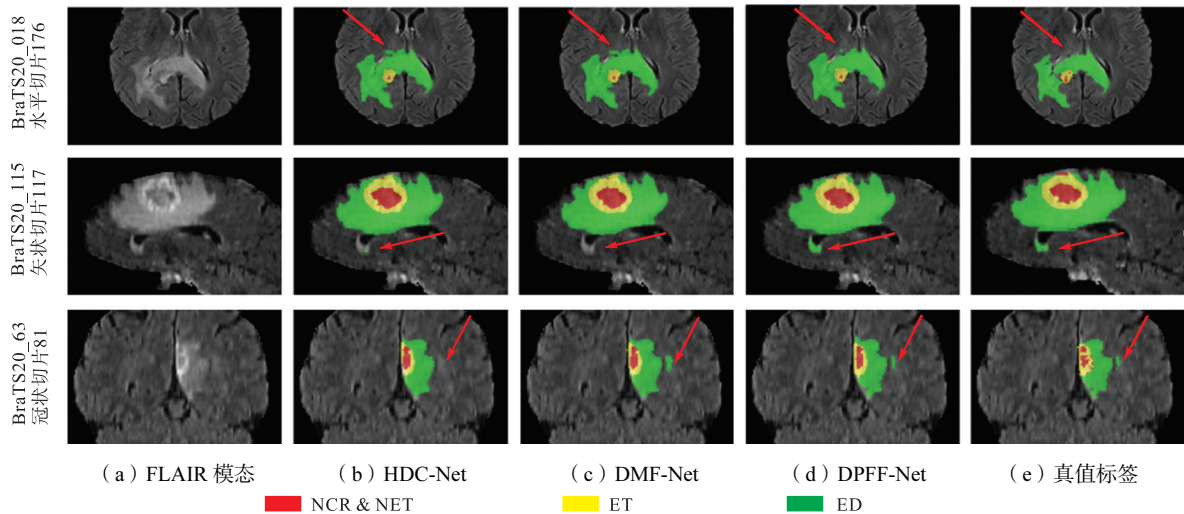 BraTS20_018
水平切片176
BraTS20_115
矢状切片117
BraTS20_63
冠状切片81
（a）FLAIR 模态 （b）HDC-Net （c）DMF-Net （d）DPFF-Net （e）真值标签
NCR & NET ET ED